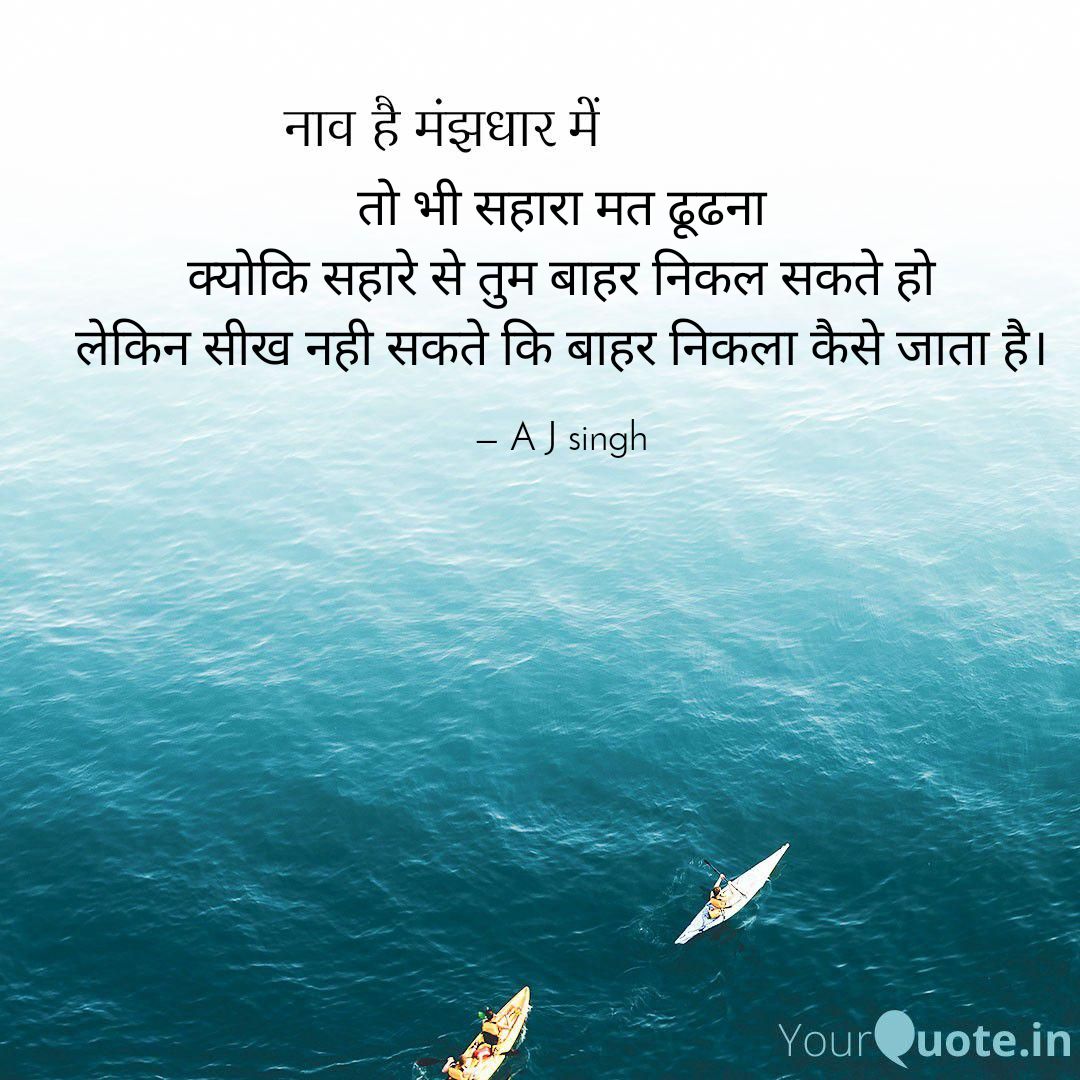 नाव है मंझधार में
तो भी सहारा मत ढूढना
क्योकि सहारे से तुम बाहर निकल सकते हो
लेकिन सीख नही सकते कि बाहर निकला कैसे जाता है।
– A J singh
YourQuote.in